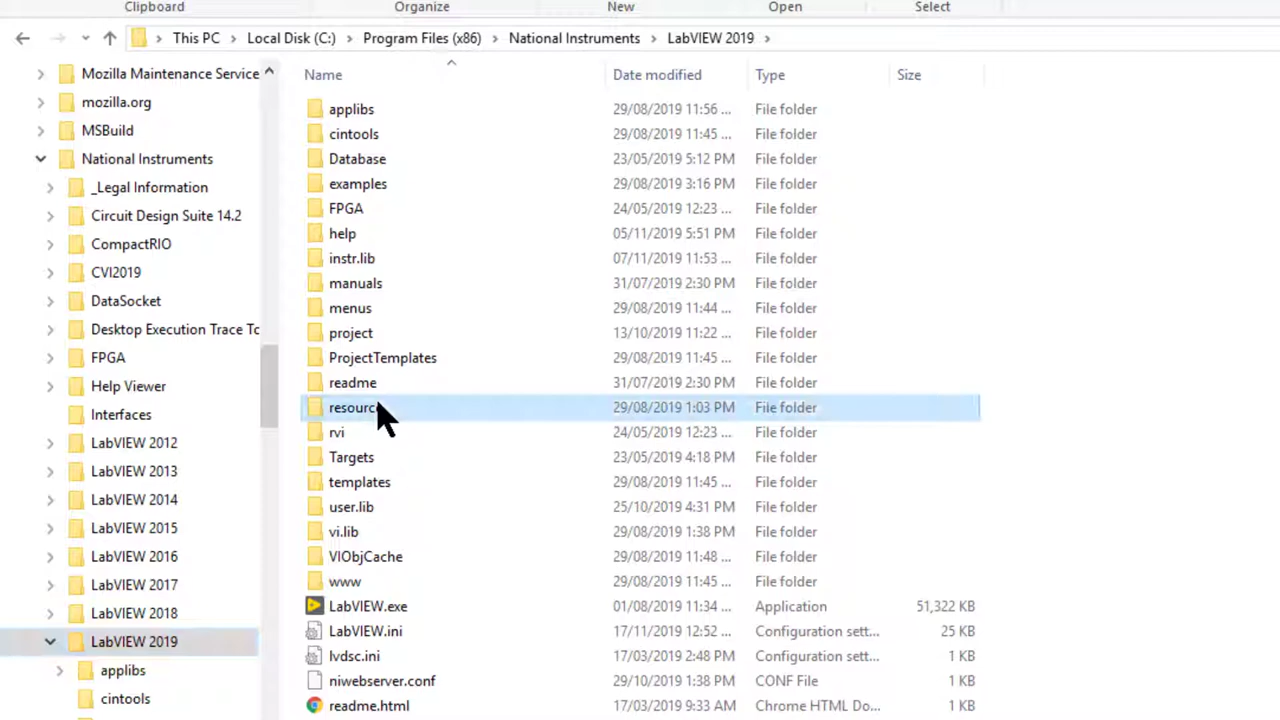 Clipboard Organize New Open Select
This PC Local Disk (C:) Program Files (x86) National Instruments LabVIEW 2019
Mozilla Maintenance Service
mozilla.org
MSBuild
National Instruments
_Legal Information
Circuit Design Suite 14.2
CompactRIO
CVI2019
DataSocket
Desktop Execution Trace To
FPGA
Help Viewer
Interfaces
LabVIEW 2012
LabVIEW 2013
LabVIEW 2014
LabVIEW 2015
LabVIEW 2016
LabVIEW 2017
LabVIEW 2018
LabVIEW 2019
applibs
cintools
Name Date modified Type Size
applibs 29/08/2019 11:56 ... File folder
cintools 29/08/2019 11:45 ... File folder
Database 23/05/2019 5:12 PM File folder
examples 29/08/2019 3:16 PM File folder
FPGA 24/05/2019 12:23 ... File folder
help 05/11/2019 5:51 PM File folder
instr.lib 07/11/2019 11:53 ... File folder
manuals 31/07/2019 2:30 PM File folder
menus 29/08/2019 11:44 ... File folder
project 13/10/2019 11:22 ... File folder
ProjectTemplates 29/08/2019 11:45 ... File folder
readme 31/07/2019 2:30 PM File folder
resource 29/08/2019 1:03 PM File folder
rvi 24/05/2019 12:23 ... File folder
Targets 23/05/2019 4:18 PM File folder
templates 29/08/2019 11:45 ... File folder
user.lib 25/10/2019 4:31 PM File folder
vi.lib 29/08/2019 1:38 PM File folder
VIObjCache 29/08/2019 11:48 ... File folder
www 29/08/2019 11:45 ... File folder
LabVIEW.exe 01/08/2019 11:34 ... Application 51,322 KB
LabVIEW.ini 17/11/2019 12:52 ... Configuration sett... 25 KB
lvdsc.ini 17/03/2019 2:48 PM Configuration sett... 1 KB
niwebserver.conf 29/10/2019 1:38 PM CONF File 1 KB
readme.html 17/03/2019 9:33 AM Chrome HTML Do... 1 KB